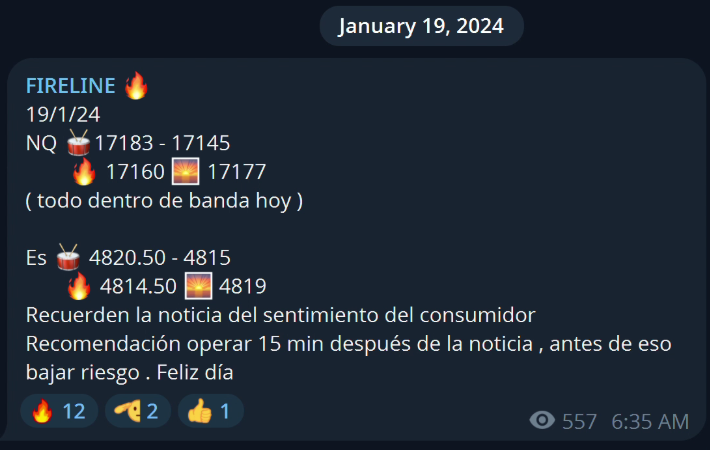 January 19, 2024
FIRELINE 🔥
19/1/24
NQ 🥁17183 - 17145
🔥 17160 🌅 17177
( todo dentro de banda hoy )
Es 🥁 4820.50 - 4815
🔥 4814.50 🌅 4819
Recuerden la noticia del sentimiento del consumidor
Recomendación operar 15 min después de la noticia , antes de eso
bajar riesgo . Feliz día
🔥 12 🫡 2 👍 1
557 6:35 AM